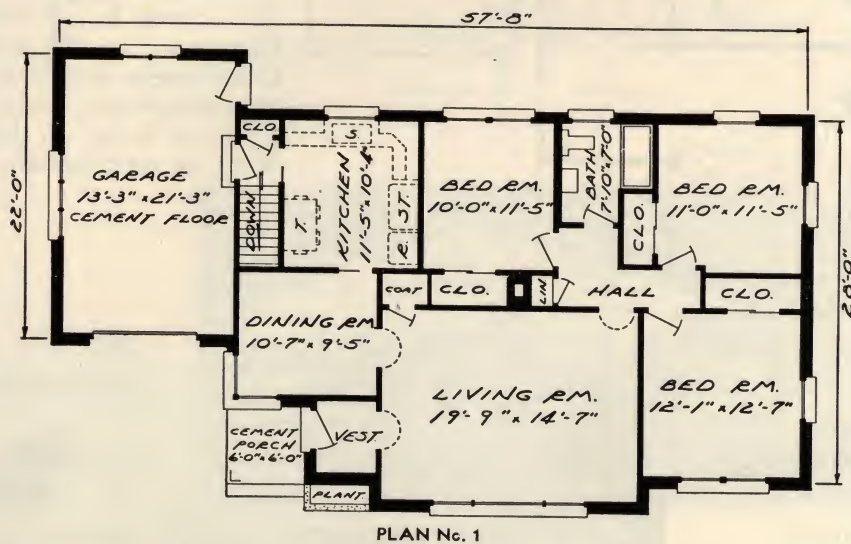 57'-8"
22'-0"
GARAGE
13'-3" x 21'-3"
CEMENT FLOOR
CLO.
DOWN
S.
KITCHEN
11'-5" x 10'-4"
T.
ST.
R.
BED RM.
10'-0" x 11'-5"
BATH
7'-10" - 7'-0"
CLO.
BED RM.
11'-0" x 11'-5"
28'-0"
COAT
CLO.
LIN
HALL
CLO.
DINING RM
10'-7" x 9'-5"
LIVING RM.
19'-9" x 14'-7"
BED RM.
12'-1" x 12'-7"
CEMENT
PORCH
6'-0" x 6'-0"
VEST.
PLANT.
PLAN No. 1